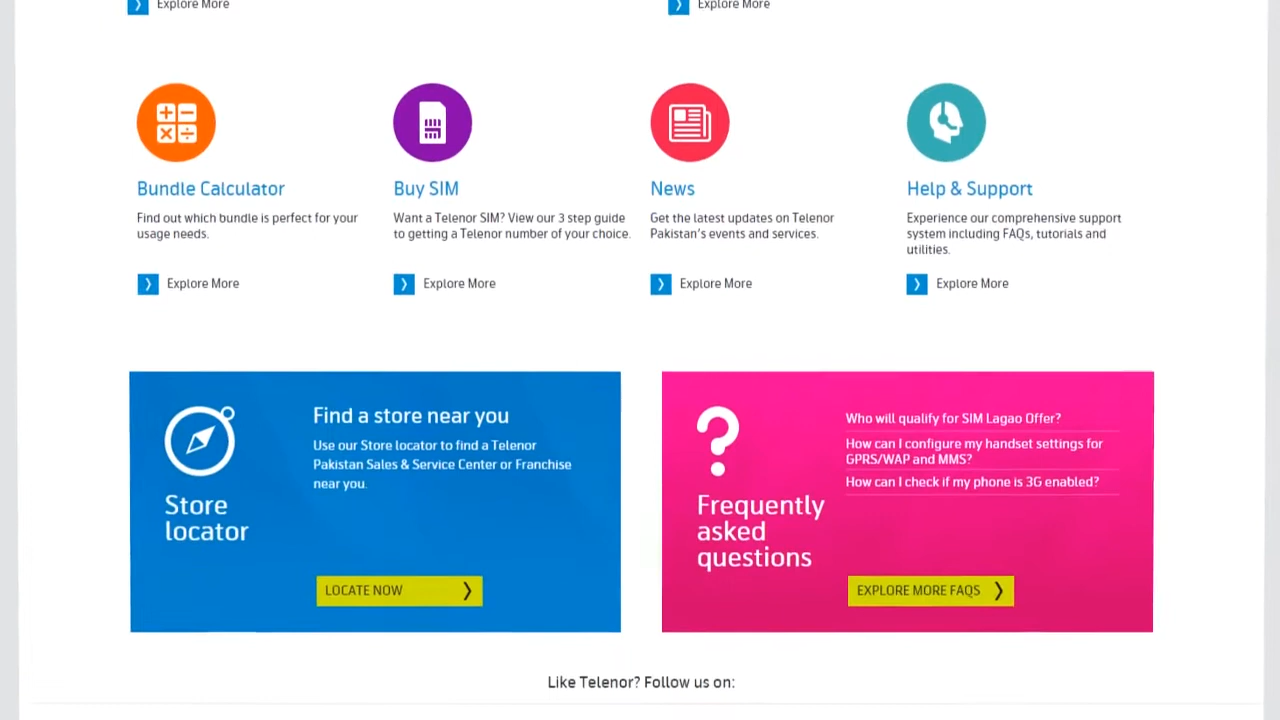 Explore More
Explore More
Bundle Calculator
Find out which bundle is perfect for your
usage needs.
Explore More
Buy SIM
Want a Telenor SIM? View our 3 step guide
to getting a Telenor number of your choice.
Explore More
News
Get the latest updates on Telenor
Pakistan's events and services.
Explore More
Help & Support
Experience our comprehensive support
system including FAQs, tutorials and
utilities.
Explore More
Store
locator
Find a store near you
Use our Store locator to find a Telenor
Pakistan Sales & Service Center or Franchise
near you.
LOCATE NOW
Frequently
asked
questions
Who will qualify for SIM Lagao Offer?
How can I configure my handset settings for
GPRS/WAP and MMS?
How can I check if my phone is 3G enabled?
EXPLORE MORE FAQS
Like Telenor? Follow us on: